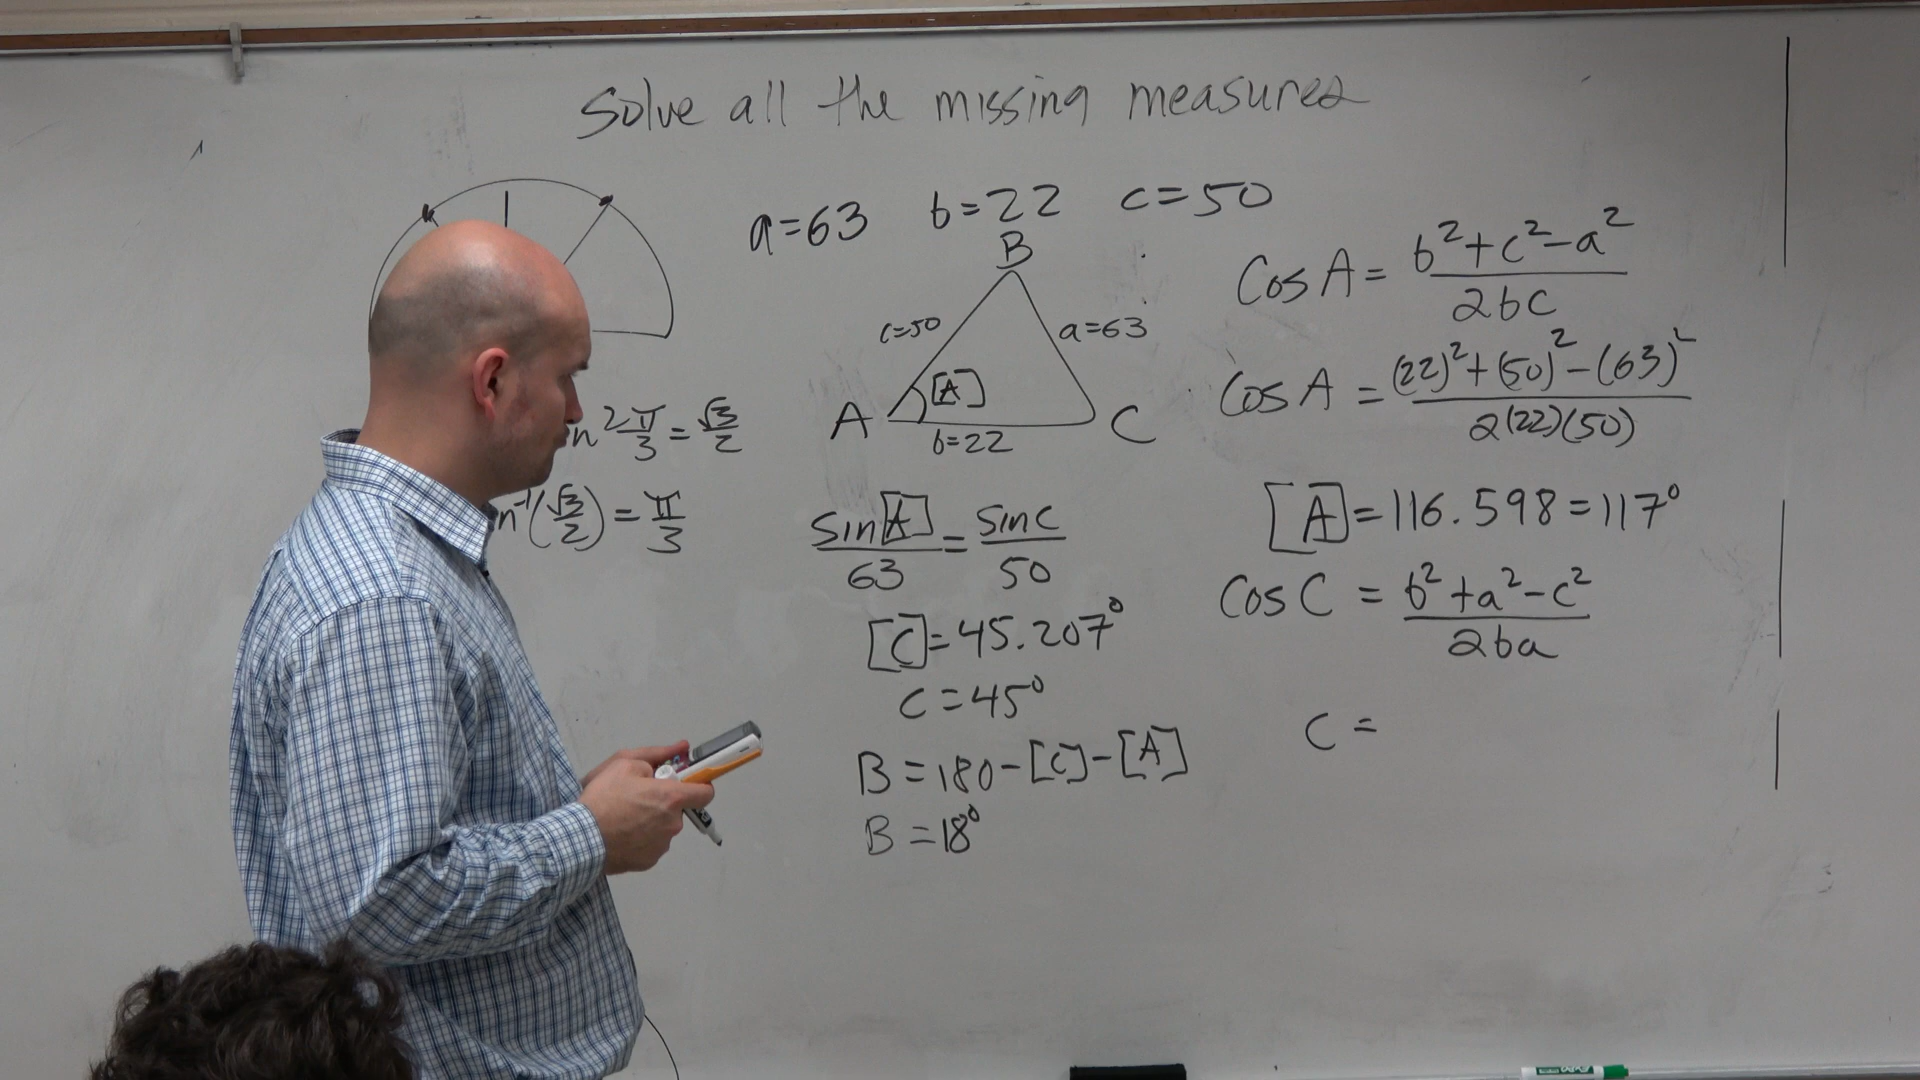 Solve all the missing measures
a=63 b=22 c=50
B
c=50
a=63
[A]
A
b=22
C
n 2π/3 = √3/2
n⁻¹(√3/2) = π/3
sin[A]/63 = sin C/50
[C]=45.207°
C=45°
B=180-[C]-[A]
B=18°
Cos A = b²+c²-a²/2bc
Cos A = (22)²+(50)²-(63)²/2(22)(50)
[A]=116.598=117°
Cos C = b²+a²-c²/2ba
C =
EXPO